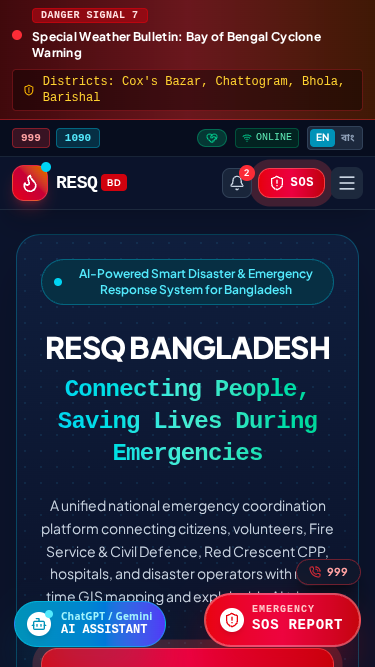 DANGER SIGNAL 7
Special Weather Bulletin: Bay of Bengal Cyclone
Warning
Districts: Cox's Bazar, Chattogram, Bhola,
Barishal
999 1090 ONLINE EN বাং
RESQ BD 2 SOS
AI-Powered Smart Disaster & Emergency
Response System for Bangladesh
RESQ BANGLADESH
Connecting People,
Saving Lives During
Emergencies
A unified national emergency coordination
platform connecting citizens, volunteers, Fire
Service & Civil Defence, Red Crescent CPP,
hospitals, and disaster operators with
999
time GIS mapping and
ChatGPT / Gemini
AI ASSISTANT
EMERGENCY
SOS REPORT